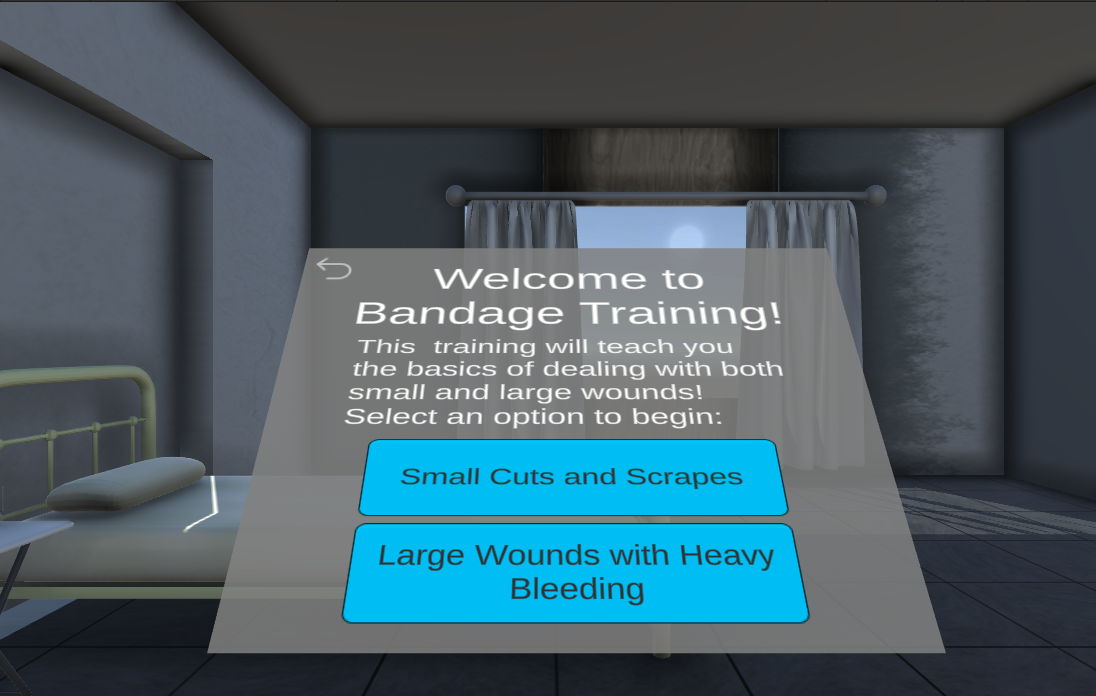 Welcome to
Bandage Training!
This  training will teach you
the basics of dealing with both
small and large wounds!
Select an option to begin:
Small Cuts and Scrapes
Large Wounds with Heavy
Bleeding